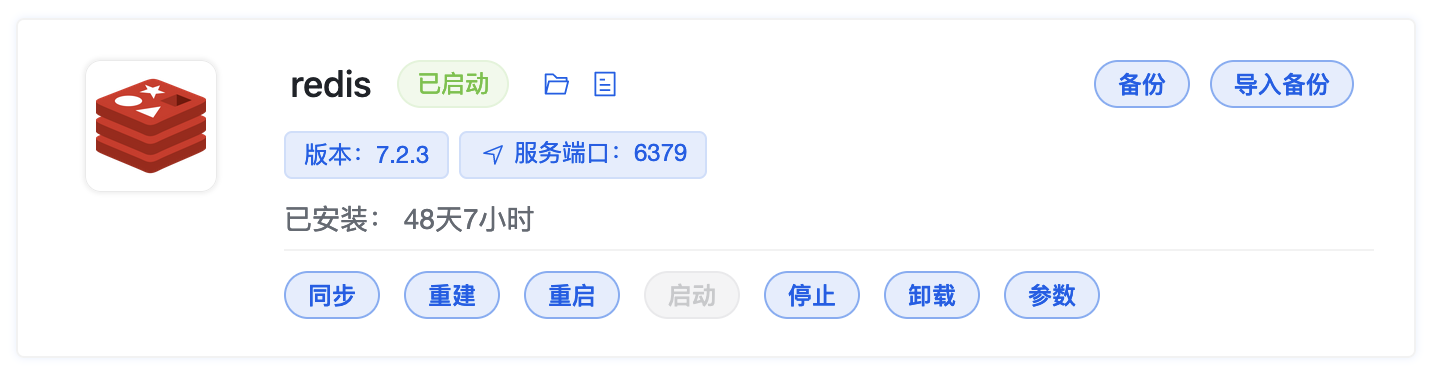 redis 已启动 备份 导入备份
版本：7.2.3 服务端口：6379
已安装： 48天7小时
同步 重建 重启 启动 停止 卸载 参数